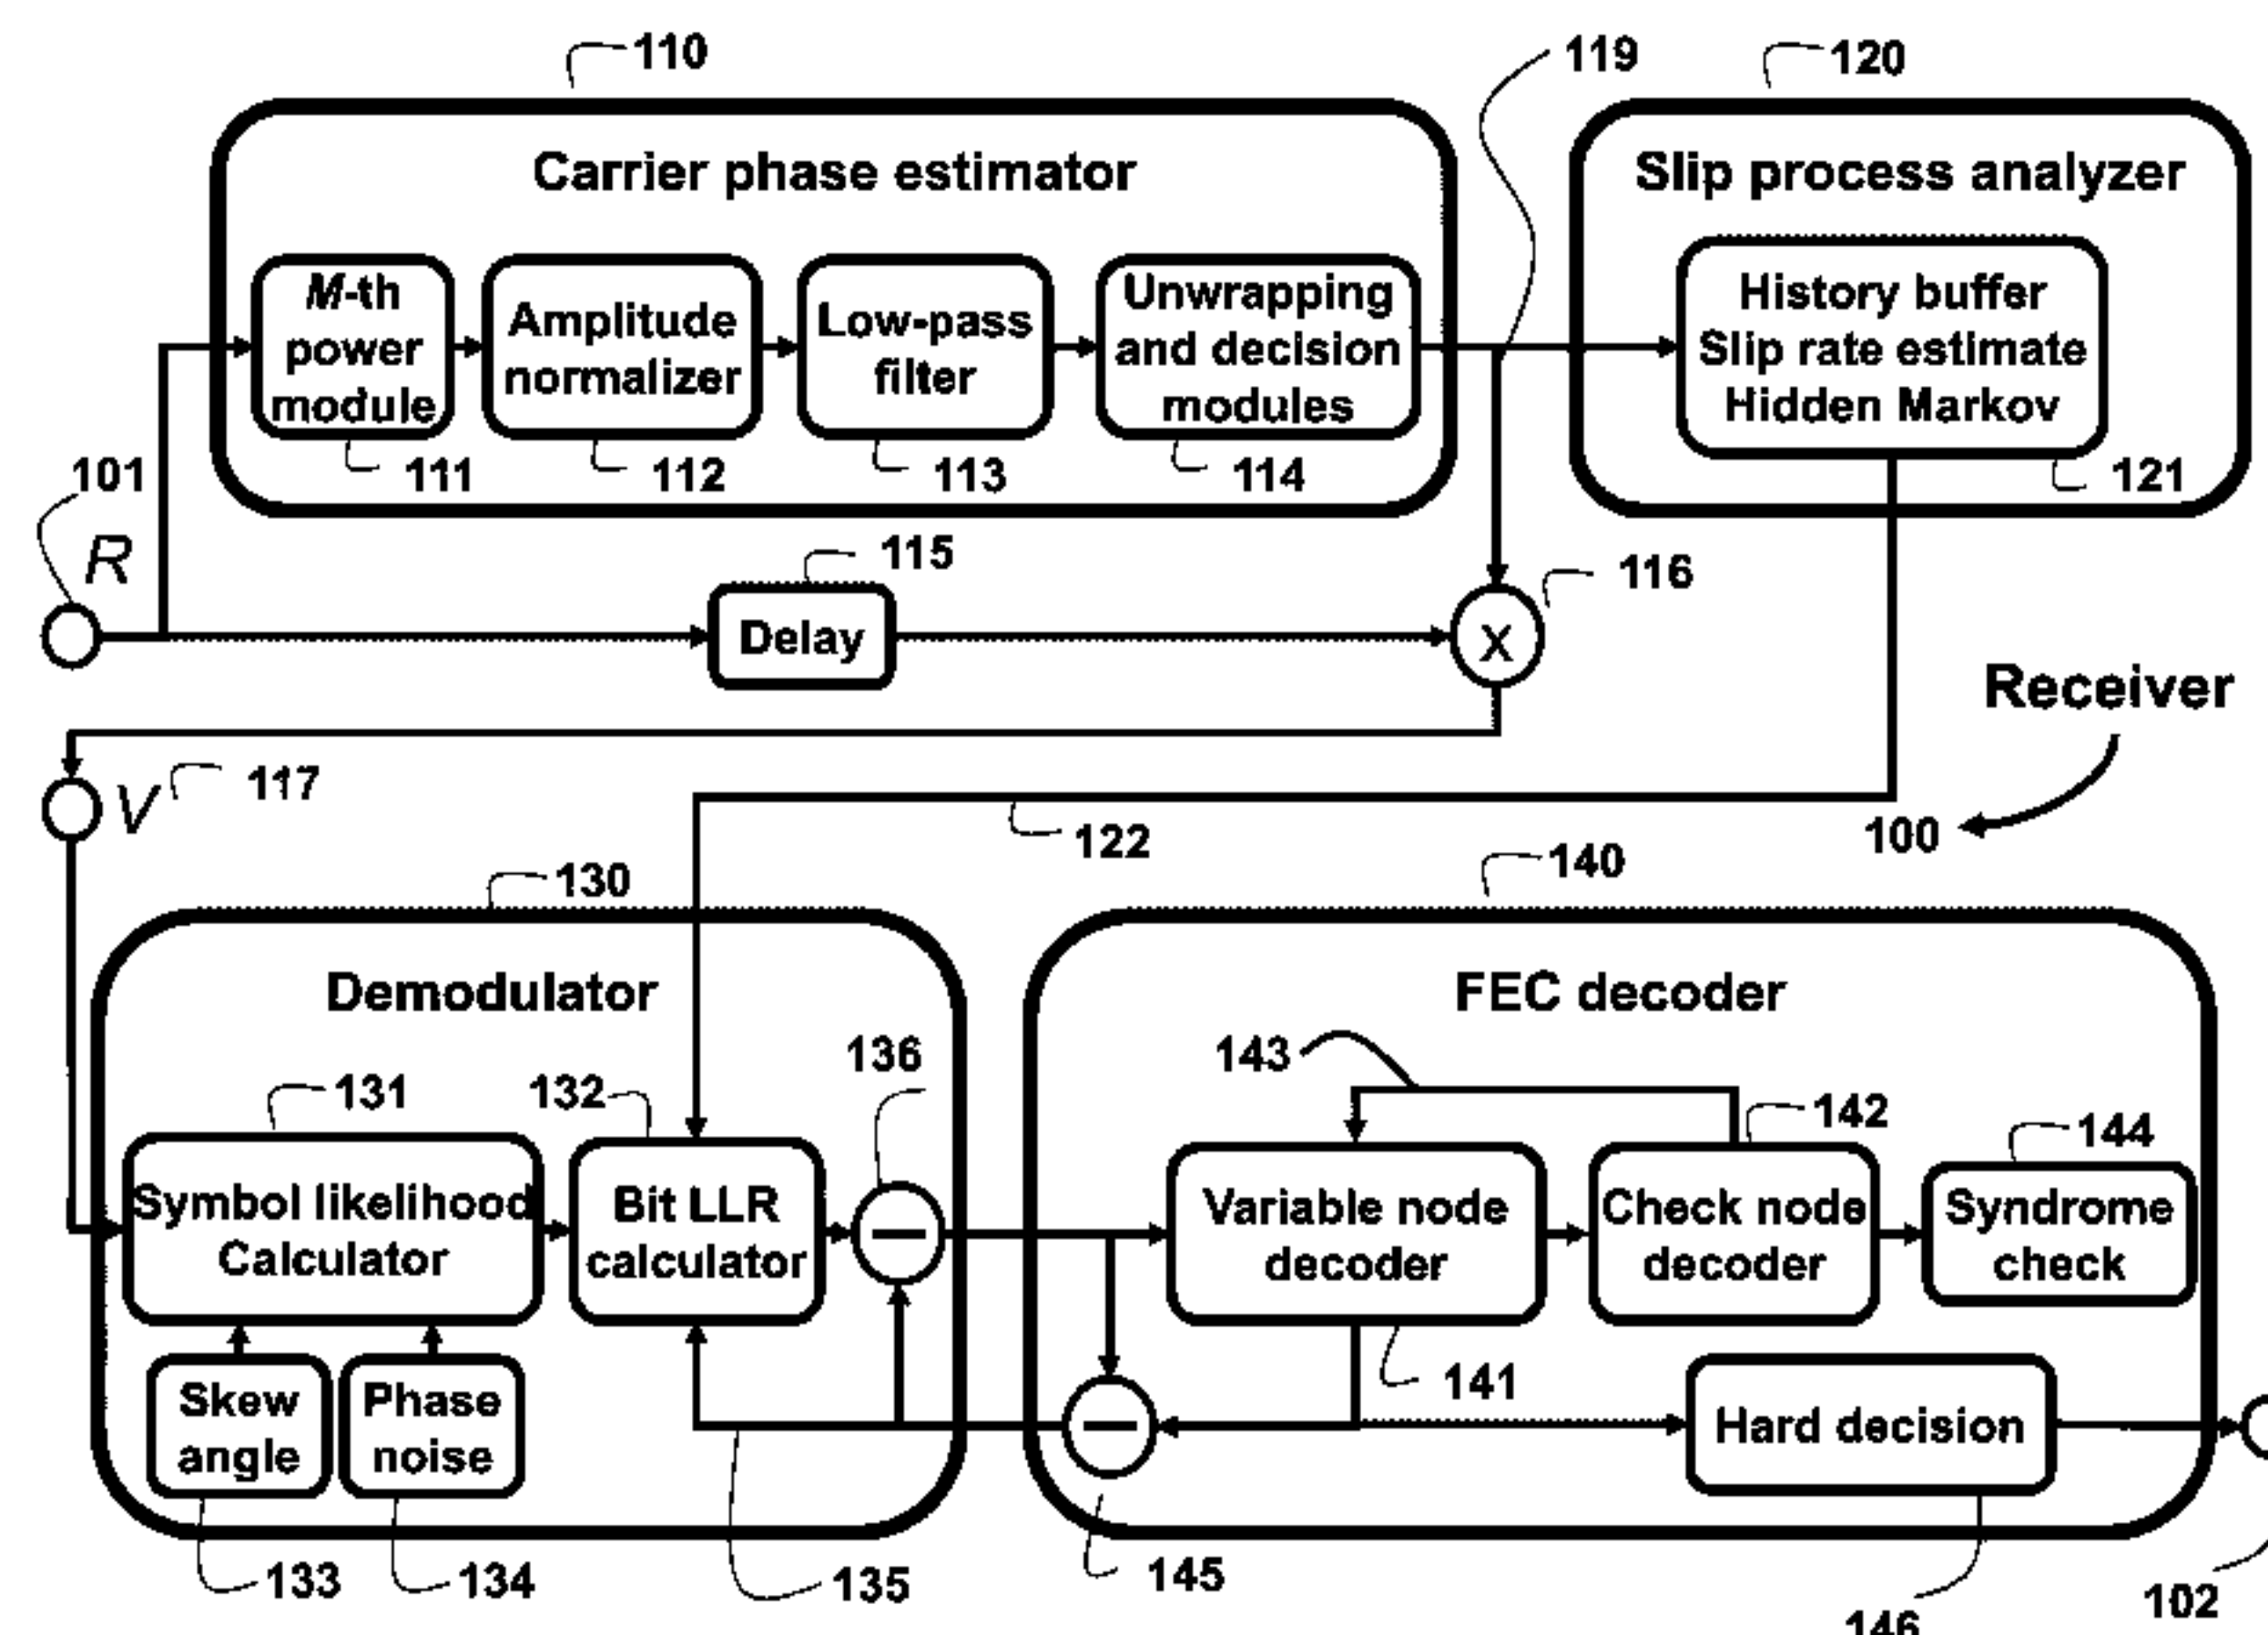 110
119
120
Carrier phase estimator
Slip process analyzer
M-th
power
module
Amplitude
normalizer
Low-pass
filter
Unwrapping
and decision
modules
History buffer
Slip rate estimate
Hidden Markov
111
112
113
114
121
101
R
115
116
Delay
X
Receiver
V
117
122
100
130
140
Demodulator
FEC decoder
136
143
131
132
142
144
Symbol likelihood
Calculator
Bit LLR
calculator
Variable node
decoder
Check node
decoder
Syndrome
check
141
Skew
angle
Phase
noise
Hard decision
133
134
135
145
146
102